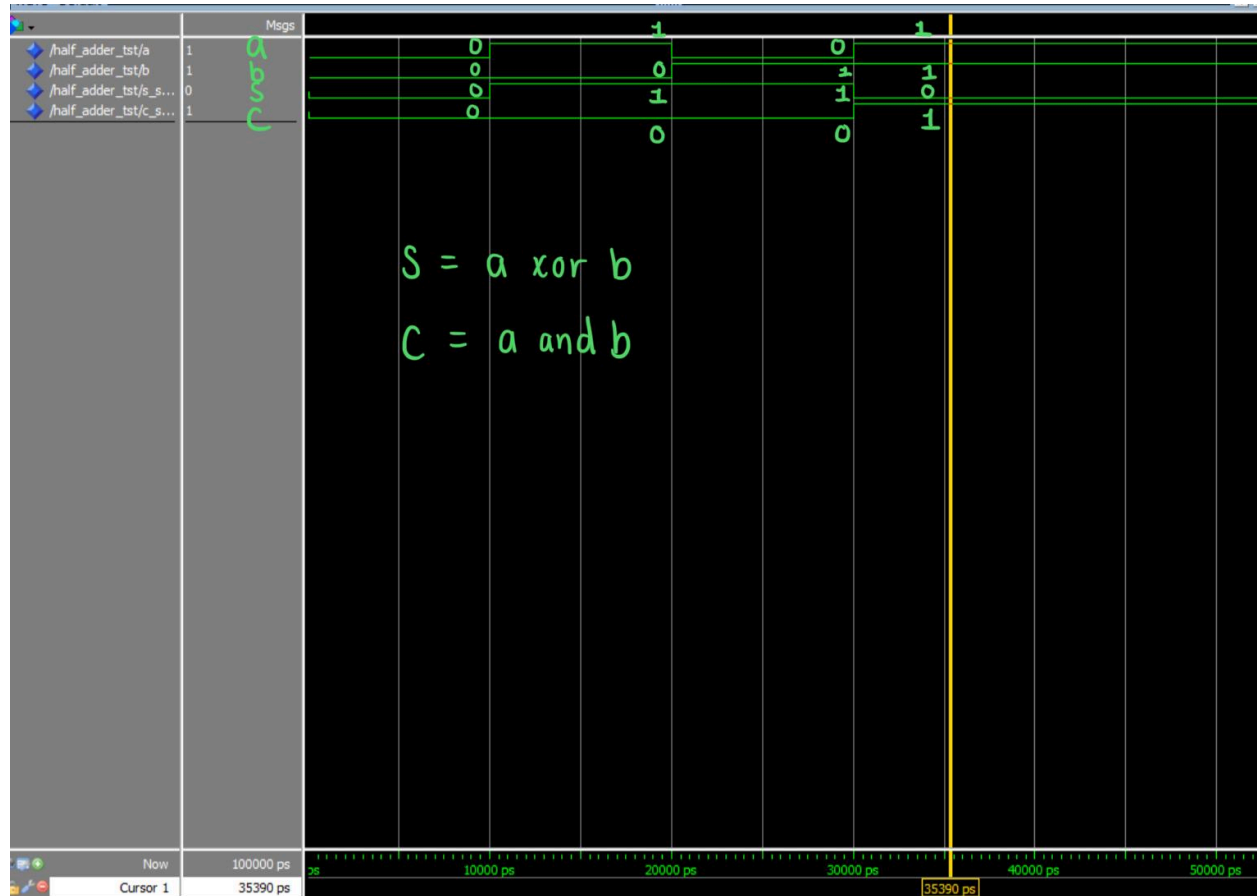 Msgs
1 1
/half_adder_tst/a 1 a 0 0
/half_adder_tst/b 1 b 0 0 1 1
/half_adder_tst/s_s... 0 S 0 1 1 0
/half_adder_tst/c_s... 1 C 0 1
0 0
S = a xor b
C = a and b
Now 100000 ps ps 10000 ps 20000 ps 30000 ps 40000 ps 50000 ps
Cursor 1 35390 ps 35390 ps